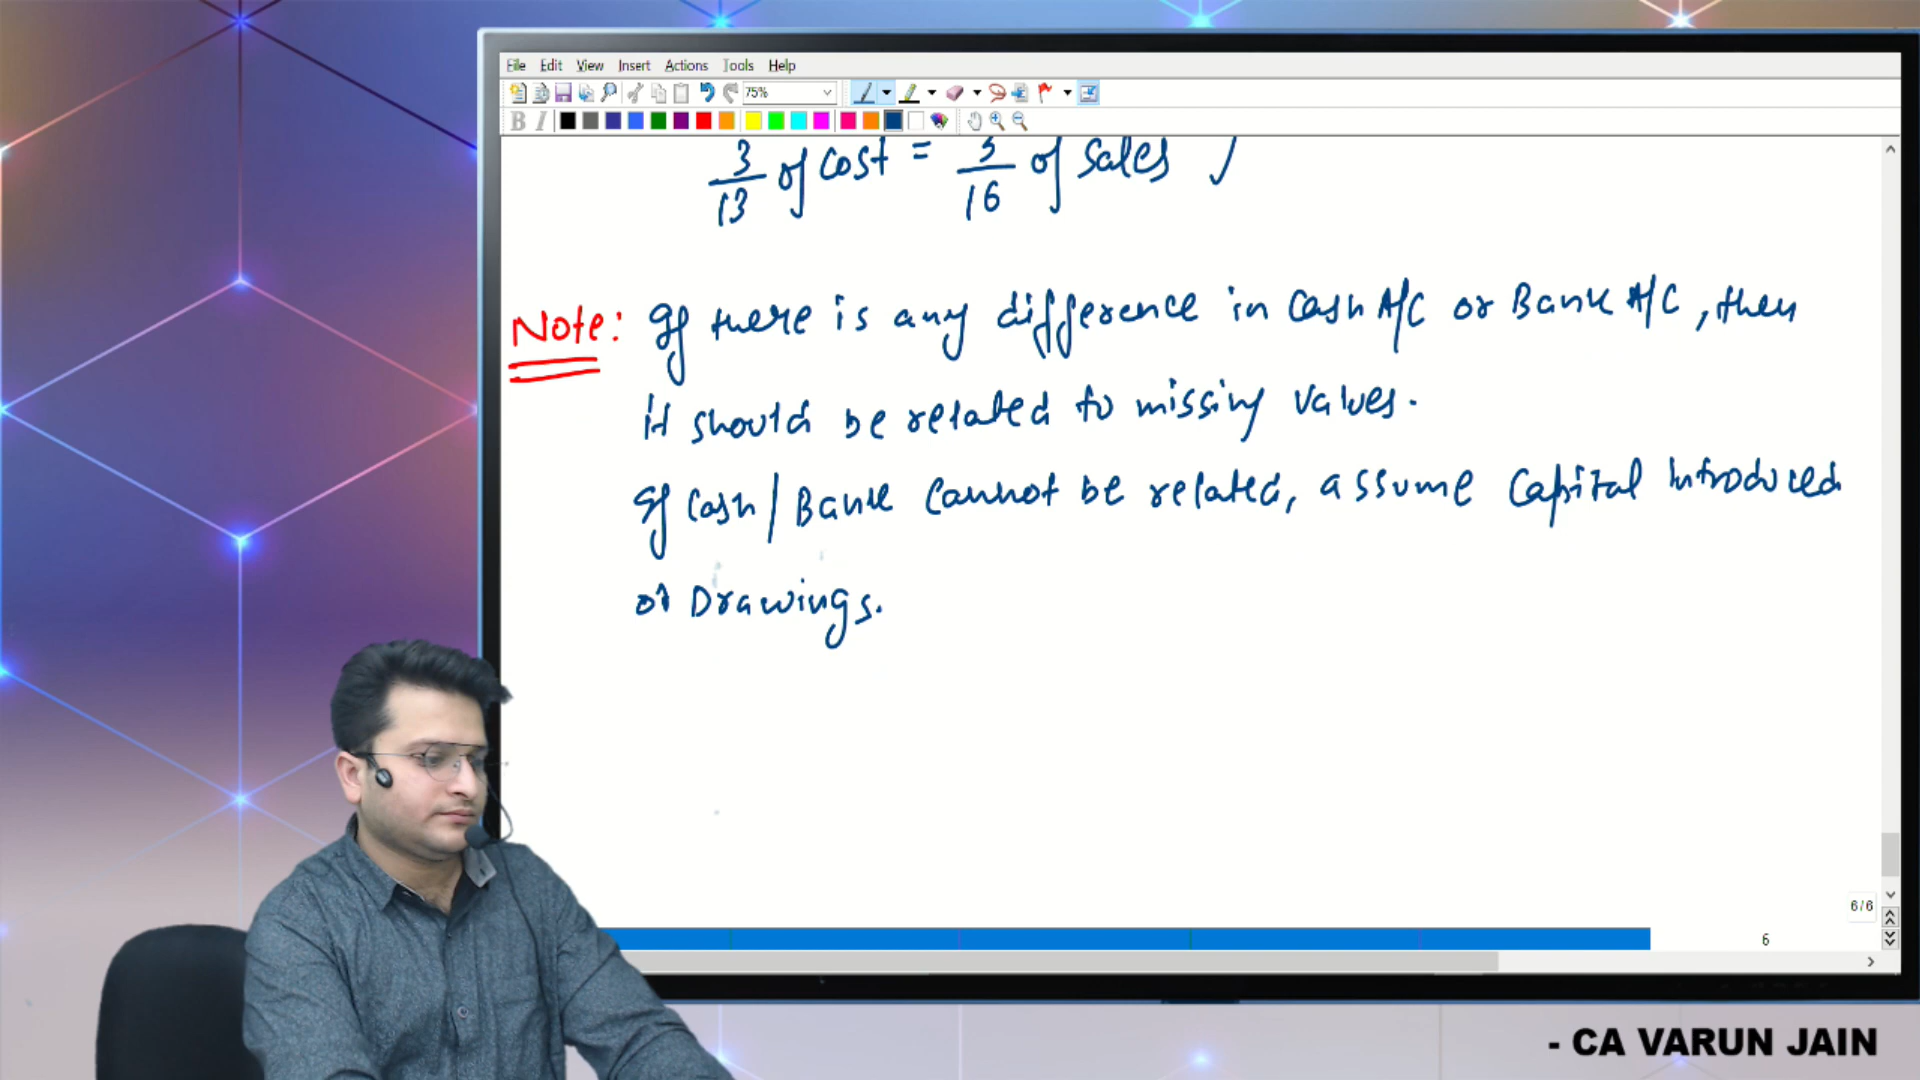 File Edit View Insert Actions Tools Help
75%
B I
3/13 of cost = 3/16 of sales
Note: If there is any difference in Cash A/C or Bank A/C, then
it should be related to missing values.
If Cash / Bank cannot be related, assume Capital Introduced
or Drawings.
6/6
6
- CA VARUN JAIN